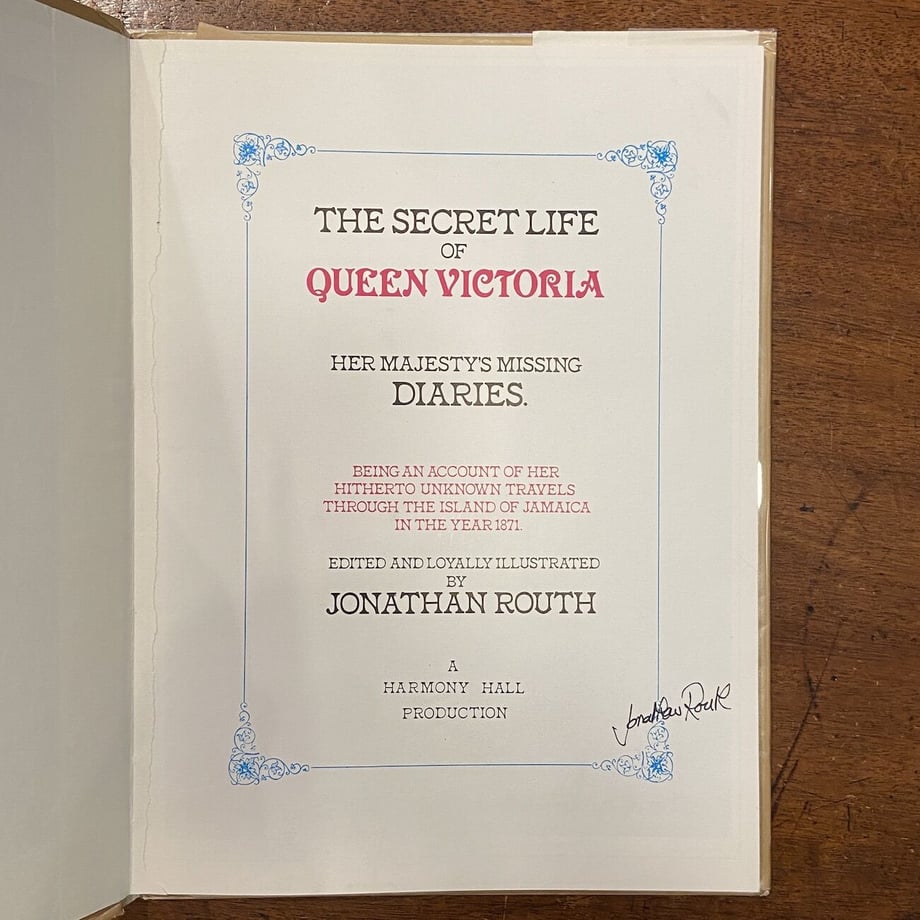 THE SECRET LIFE
OF
QUEEN VICTORIA
HER MAJESTY'S MISSING
DIARIES.
BEING AN ACCOUNT OF HER
HITHERTO UNKNOWN TRAVELS
THROUGH THE ISLAND OF JAMAICA
IN THE YEAR 1871.
EDITED AND LOYALLY ILLUSTRATED
BY
JONATHAN ROUTH
A
HARMONY HALL
PRODUCTION
Jonathan Routh